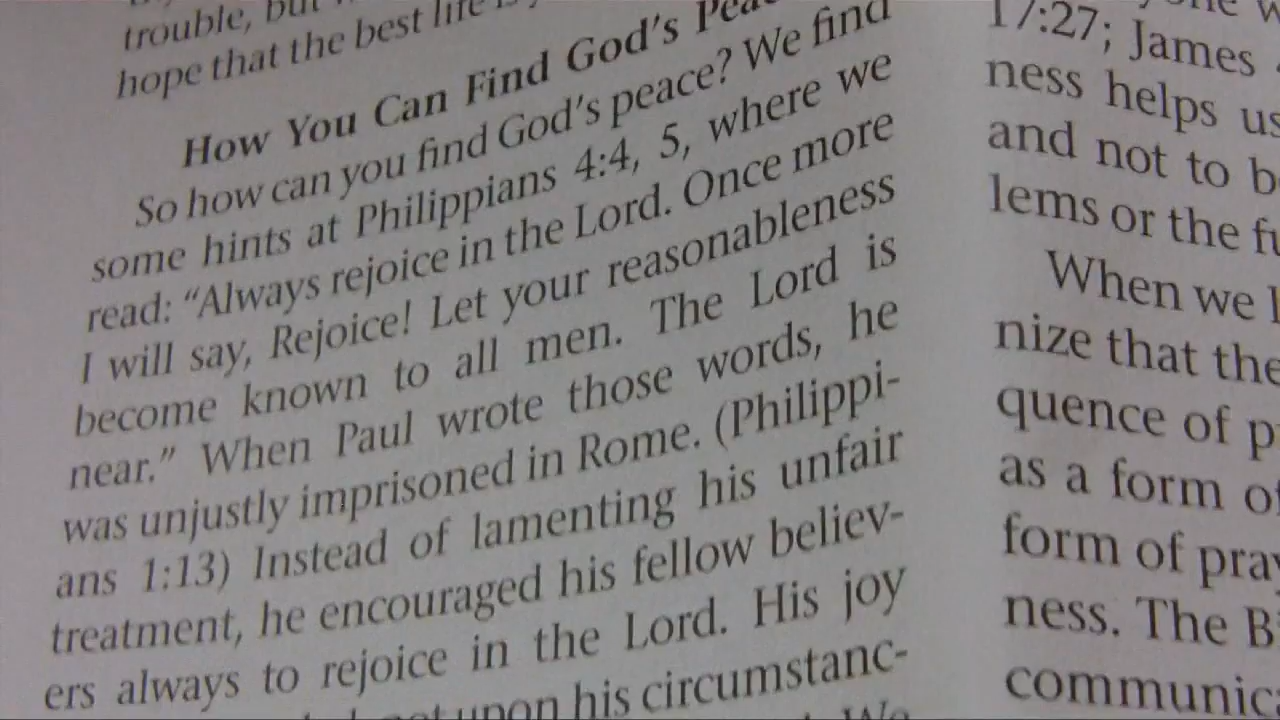 trouble, but
hope that the best life
How You Can Find God's
So how can you find God's peace? We find
some hints at Philippians 4:4, 5, where we
read: “Always rejoice in the Lord. Once more
I will say, Rejoice! Let your reasonableness
become known to all men. The Lord is
near.” When Paul wrote those words, he
was unjustly imprisoned in Rome. (Philippi-
ans 1:13) Instead of lamenting his unfair
treatment, he encouraged his fellow believ-
ers always to rejoice in the Lord. His joy
upon his circumstanc-
We
17:27; James
ness helps us
and not to b
lems or the fu
When we l
nize that the
quence of p
as a form of
form of pray
ness. The B
communic